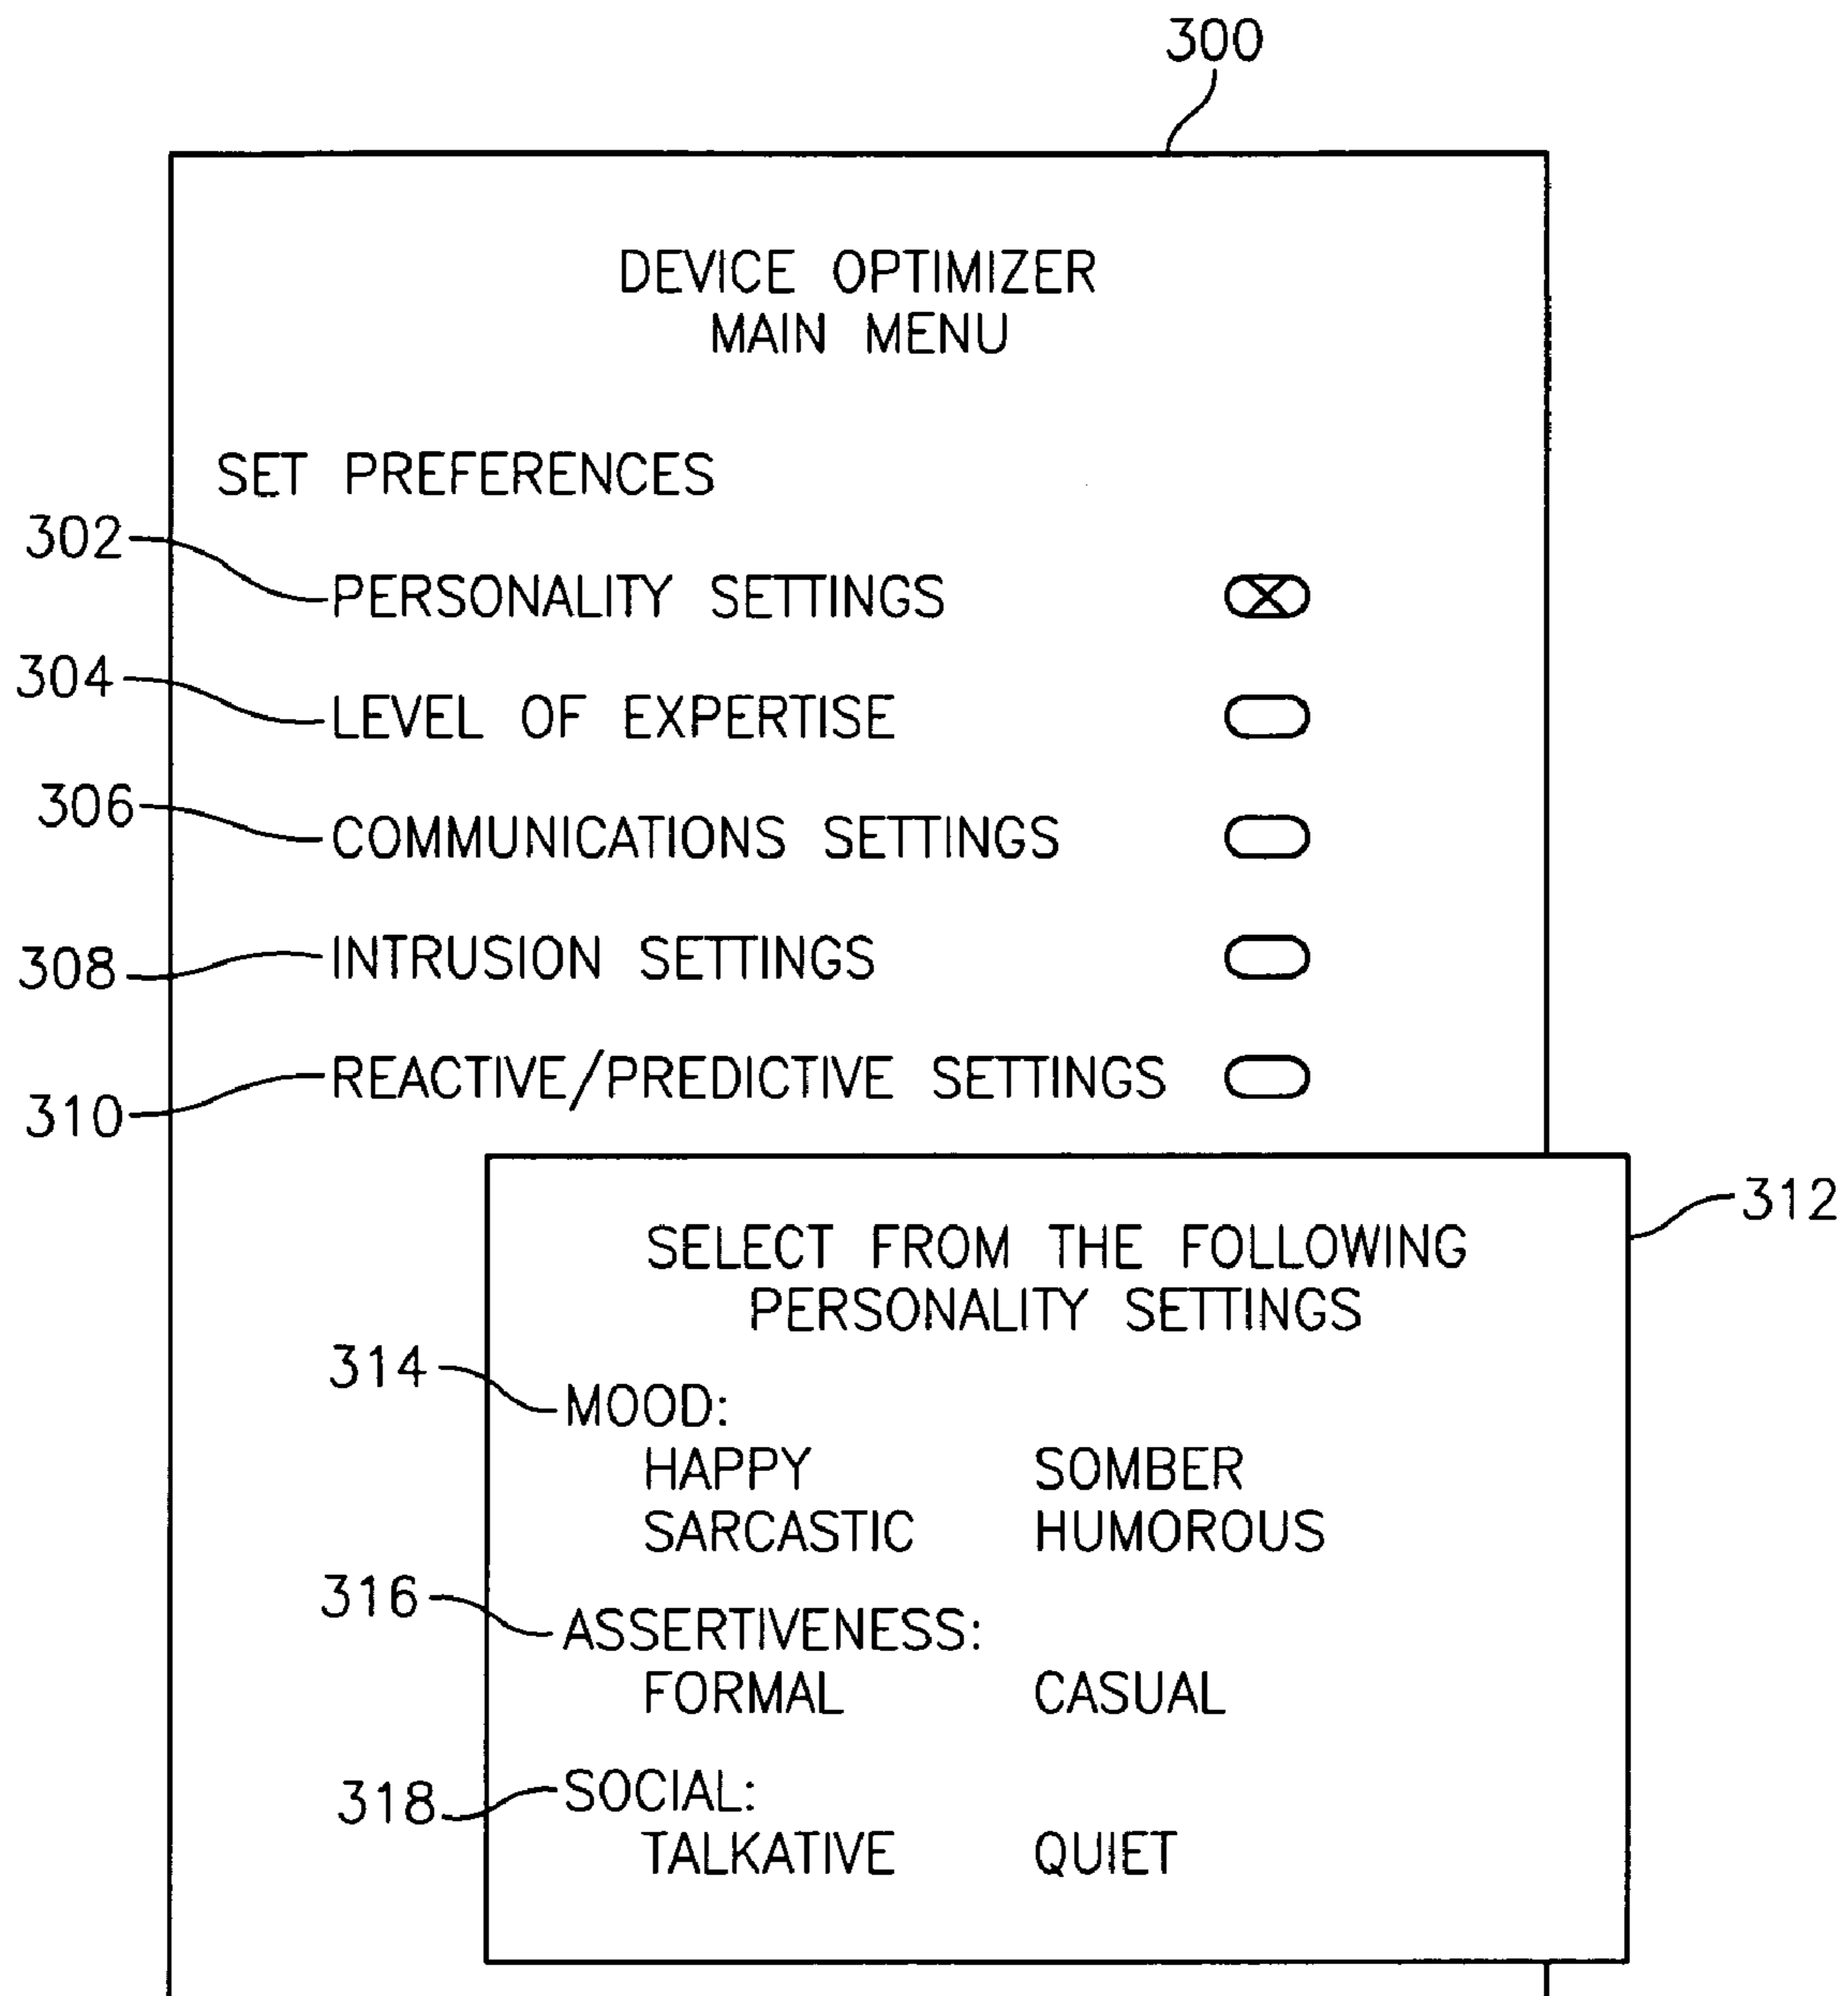 300
DEVICE OPTIMIZER
MAIN MENU
SET PREFERENCES
302
PERSONALITY SETTINGS
304
LEVEL OF EXPERTISE
306
COMMUNICATIONS SETTINGS
308
INTRUSION SETTINGS
310
REACTIVE/PREDICTIVE SETTINGS
312
SELECT FROM THE FOLLOWING
PERSONALITY SETTINGS
314
MOOD:
HAPPY SOMBER
SARCASTIC HUMOROUS
316
ASSERTIVENESS:
FORMAL CASUAL
318
SOCIAL:
TALKATIVE QUIET